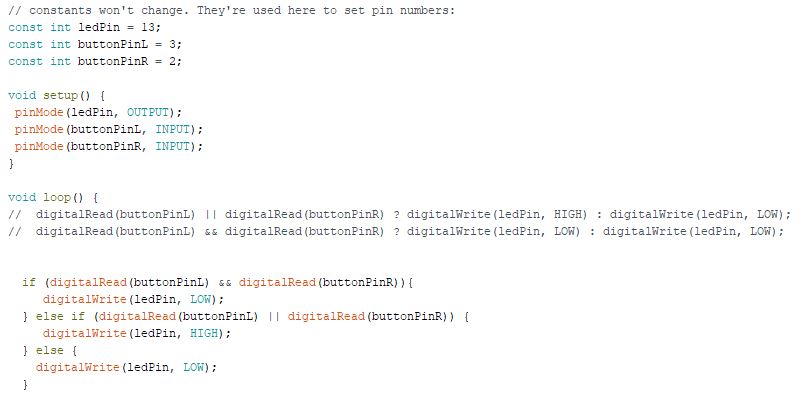 // constants won't change. They're used here to set pin numbers:
const int ledPin = 13;
const int buttonPinL = 3;
const int buttonPinR = 2;

void setup() {
 pinMode(ledPin, OUTPUT);
 pinMode(buttonPinL, INPUT);
 pinMode(buttonPinR, INPUT);
}

void loop() {
//  digitalRead(buttonPinL) || digitalRead(buttonPinR) ? digitalWrite(ledPin, HIGH) : digitalWrite(ledPin, LOW);
//  digitalRead(buttonPinL) && digitalRead(buttonPinR) ? digitalWrite(ledPin, LOW) : digitalWrite(ledPin, LOW);


  if (digitalRead(buttonPinL) && digitalRead(buttonPinR)){
     digitalWrite(ledPin, LOW);
  } else if (digitalRead(buttonPinL) || digitalRead(buttonPinR)) {
     digitalWrite(ledPin, HIGH);
  } else {
    digitalWrite(ledPin, LOW);
  }